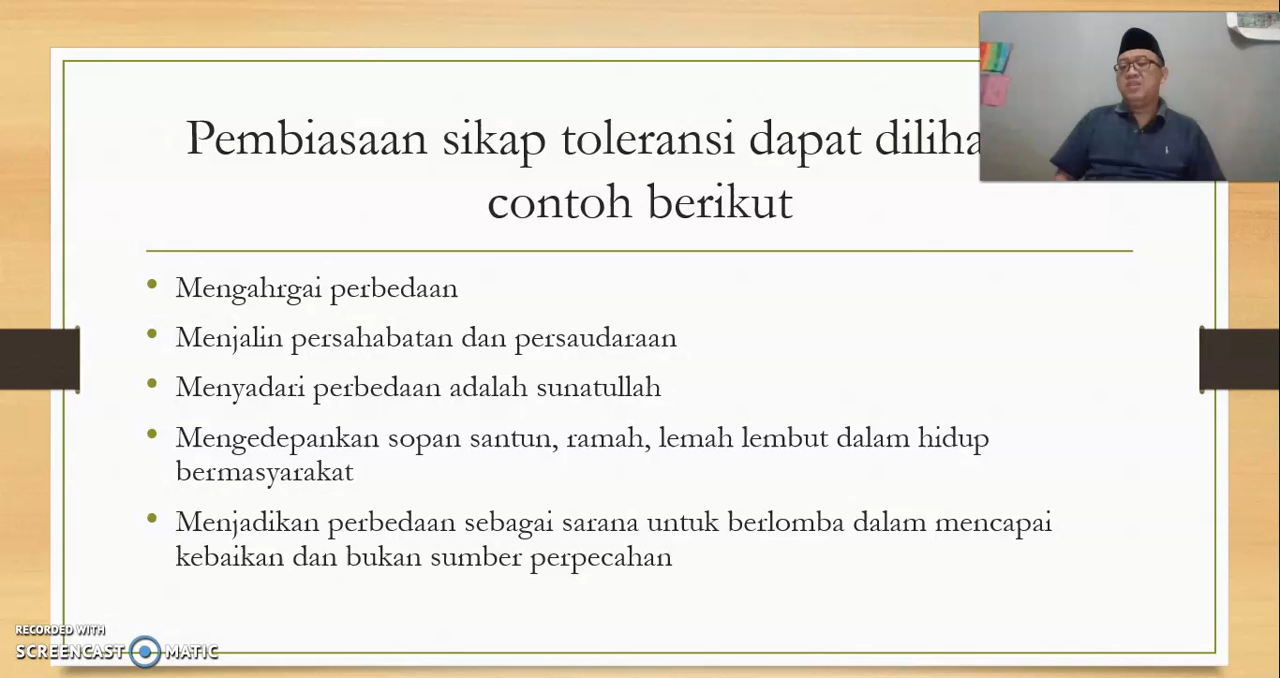 Pembiasaan sikap toleransi dapat
contoh berikut
Mengahrgai perbedaan
Menjalin persahabatan dan persaudaraan
Menyadari perbedaan adalah sunatullah
Mengedepankan sopan santun, ramah, lemah lembut dalam hidup
bermasyarakat
Menjadikan perbedaan sebagai sarana untuk berlomba dalam mencapai
kebaikan dan bukan sumber perpecahan
RECORDED WITH
SCREENCAST MATIC